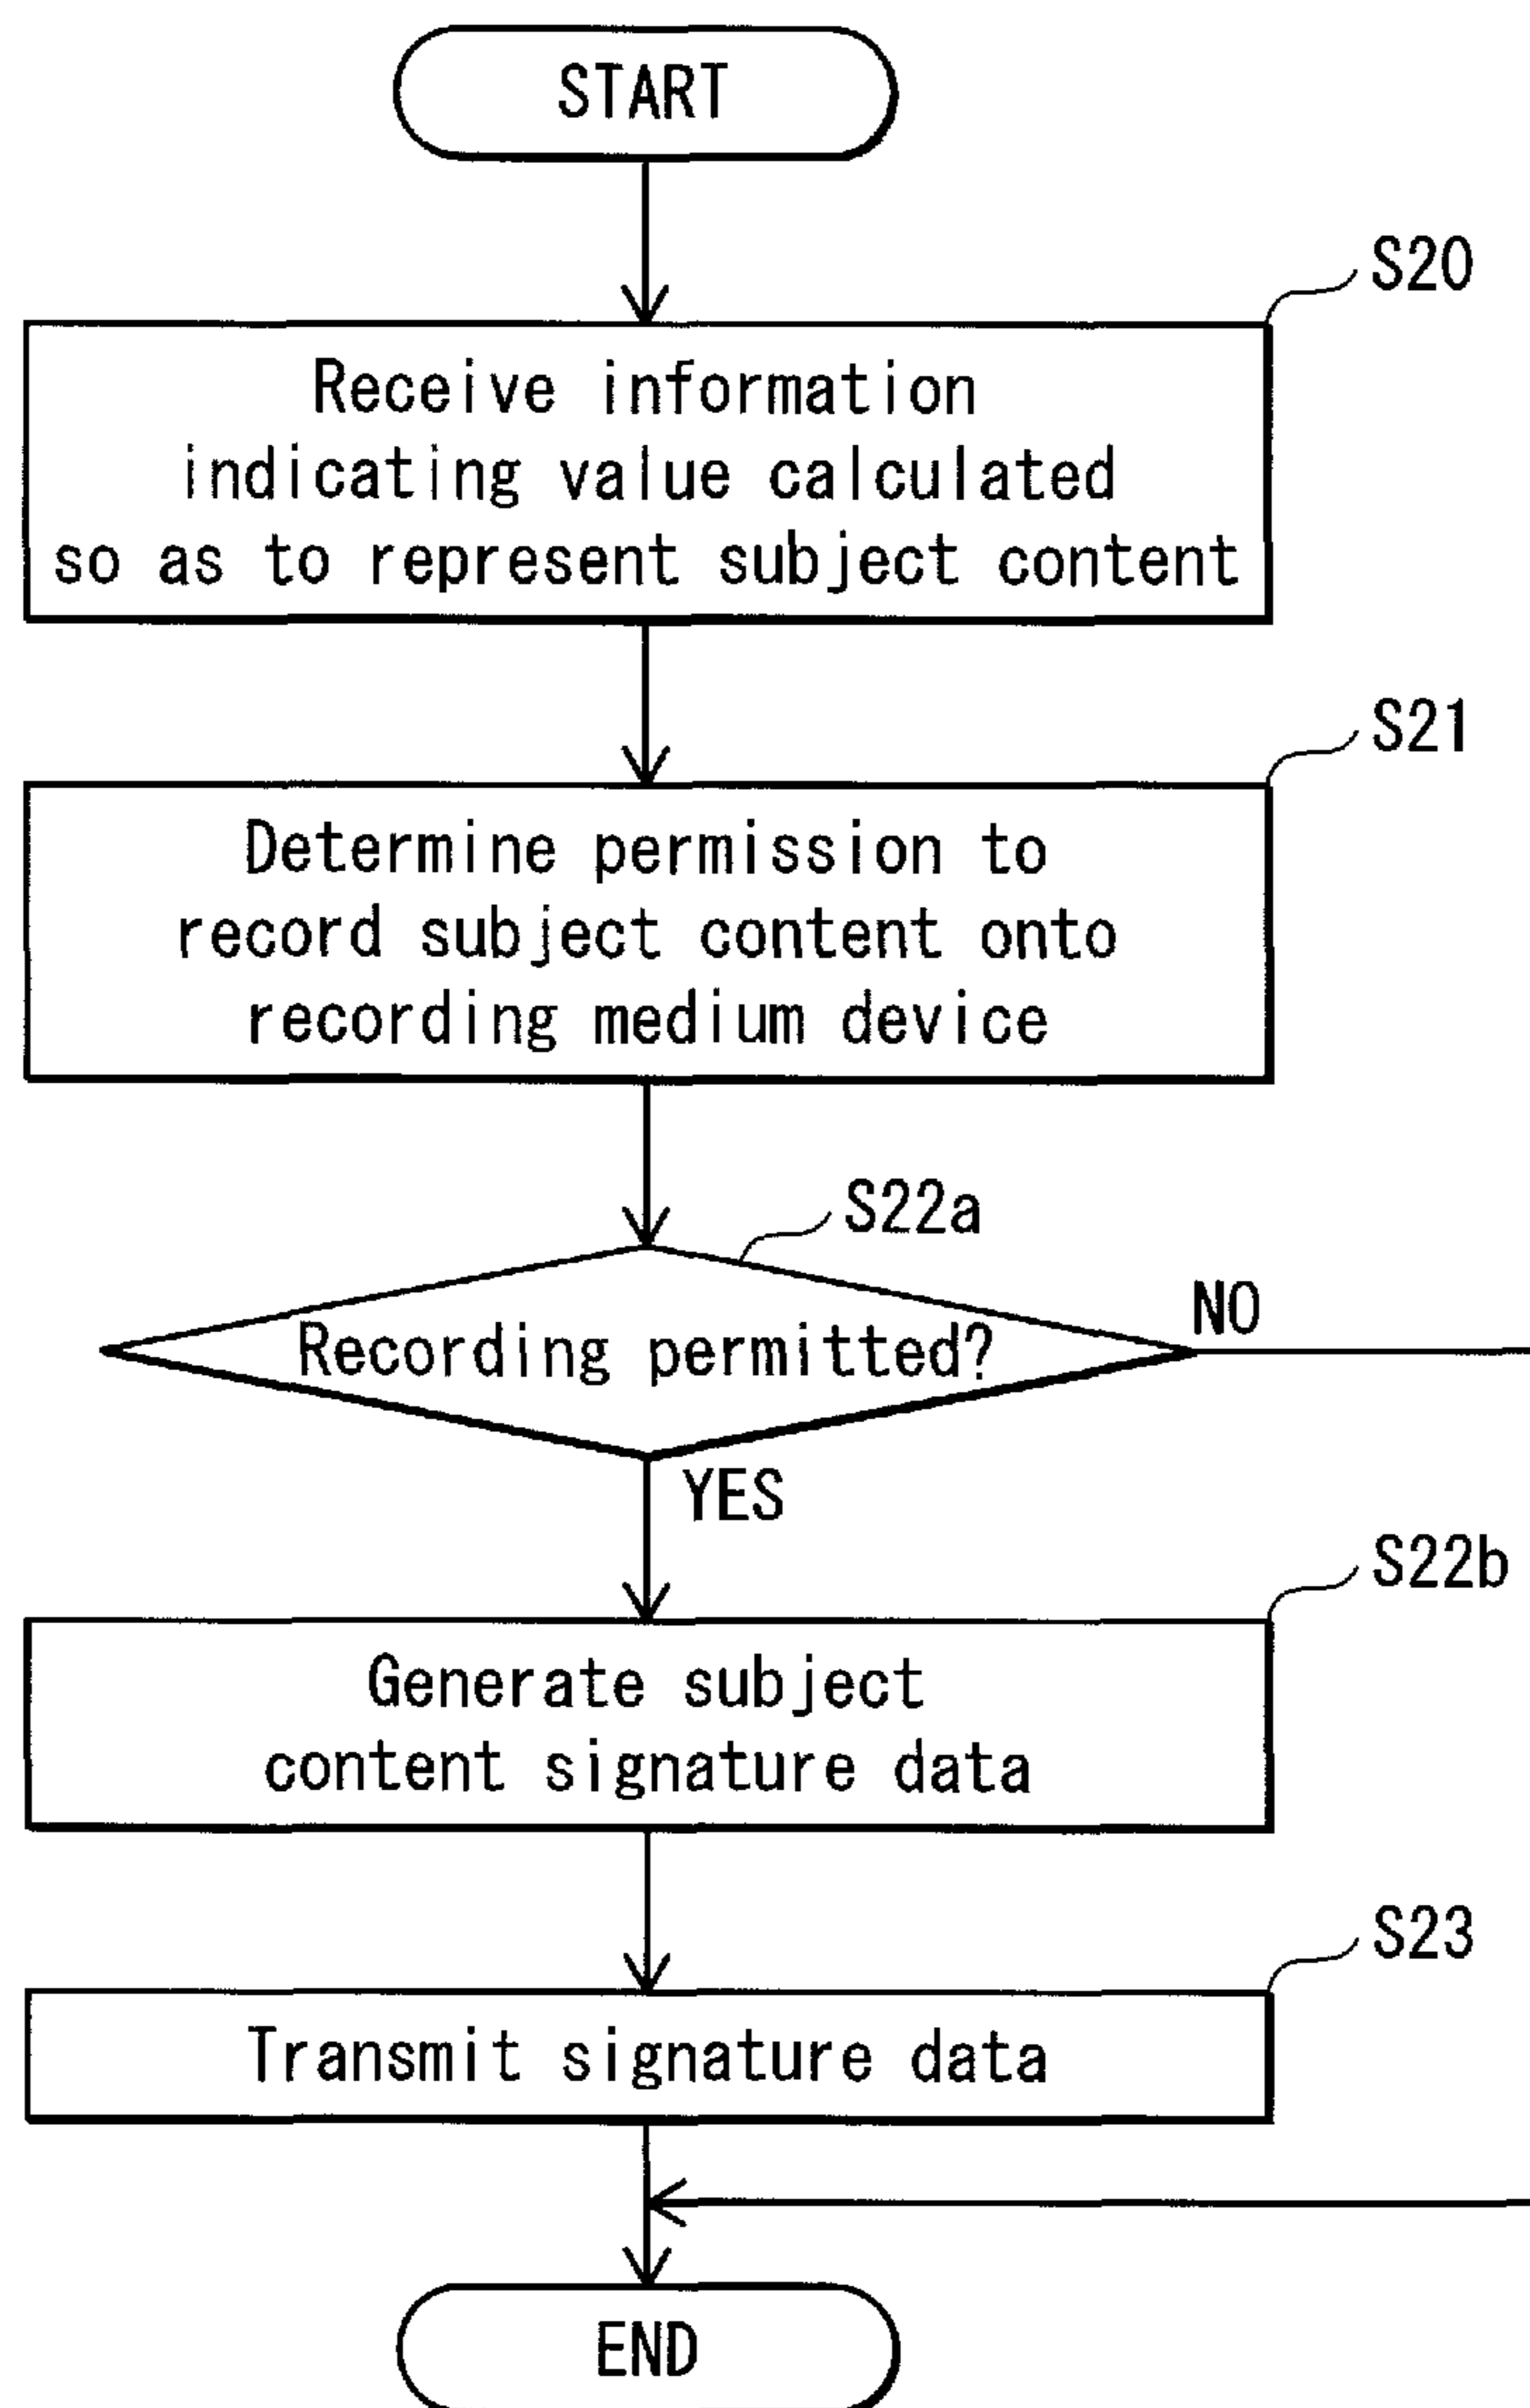 START
S20
Receive information
indicating value calculated
so as to represent subject content
S21
Determine permission to
record subject content onto
recording medium device
S22a
Recording permitted?
NO
YES
S22b
Generate subject
content signature data
S23
Transmit signature data
END